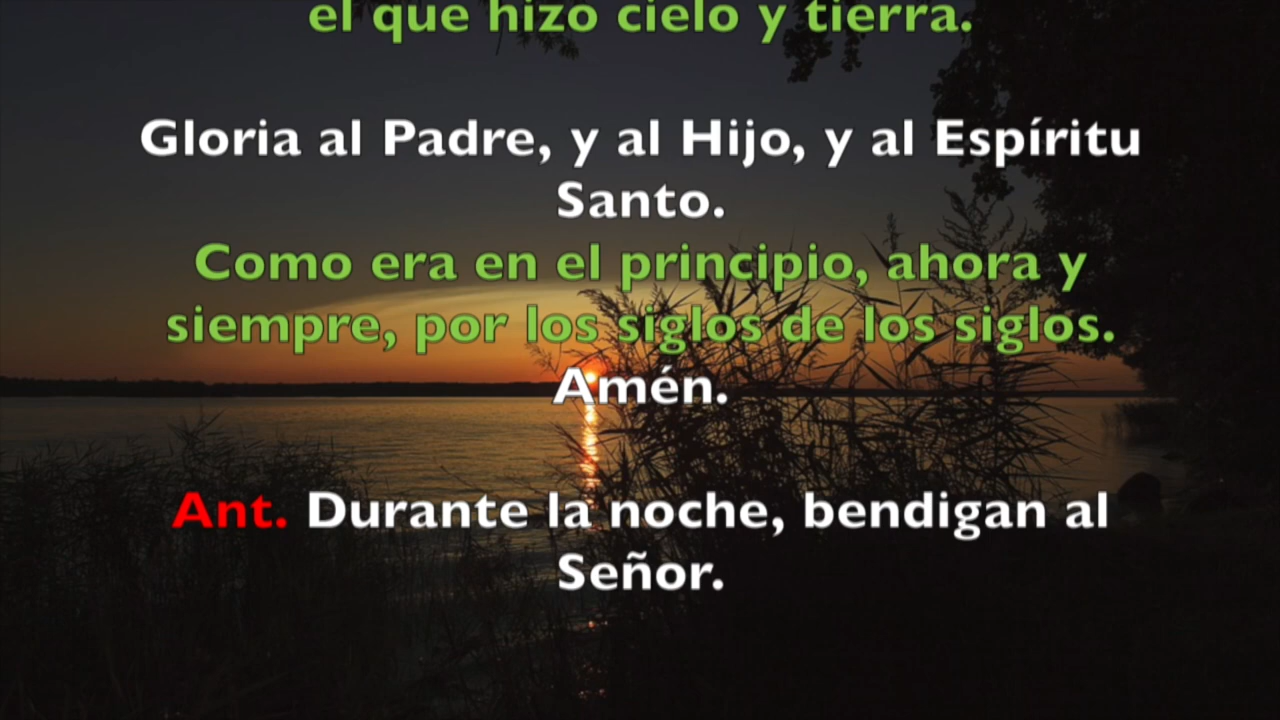 el que hizo cielo y tierra.
Gloria al Padre, y al Hijo, y al Espíritu
Santo.
Como era en el principio, ahora y
siempre, por los siglos de los siglos.
Amén.
Ant. Durante la noche, bendigan al
Señor.